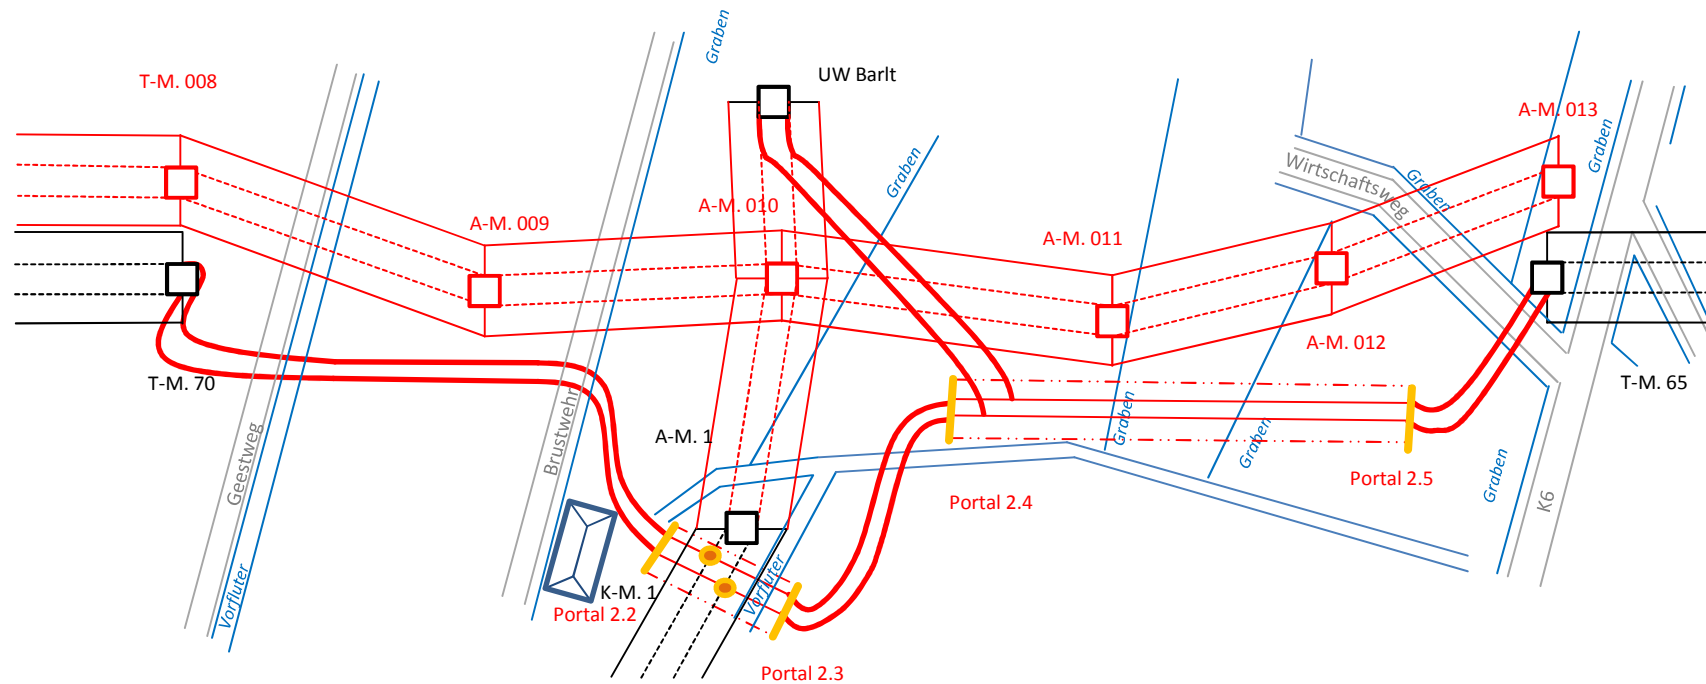 Graben
UW Barlt
T-M. 008
A-M. 013
Graben
Wirtschaftsweg
Graben
Graben
A-M. 010
A-M. 009
A-M. 011
A-M. 012
T-M. 70
T-M. 65
Brustwehr
Graben
Graben
A-M. 1
Geestweg
Portal 2.5
Graben
Portal 2.4
K6
Vorfluter
Vorfluter
K-M. 1
Portal 2.2
Portal 2.3